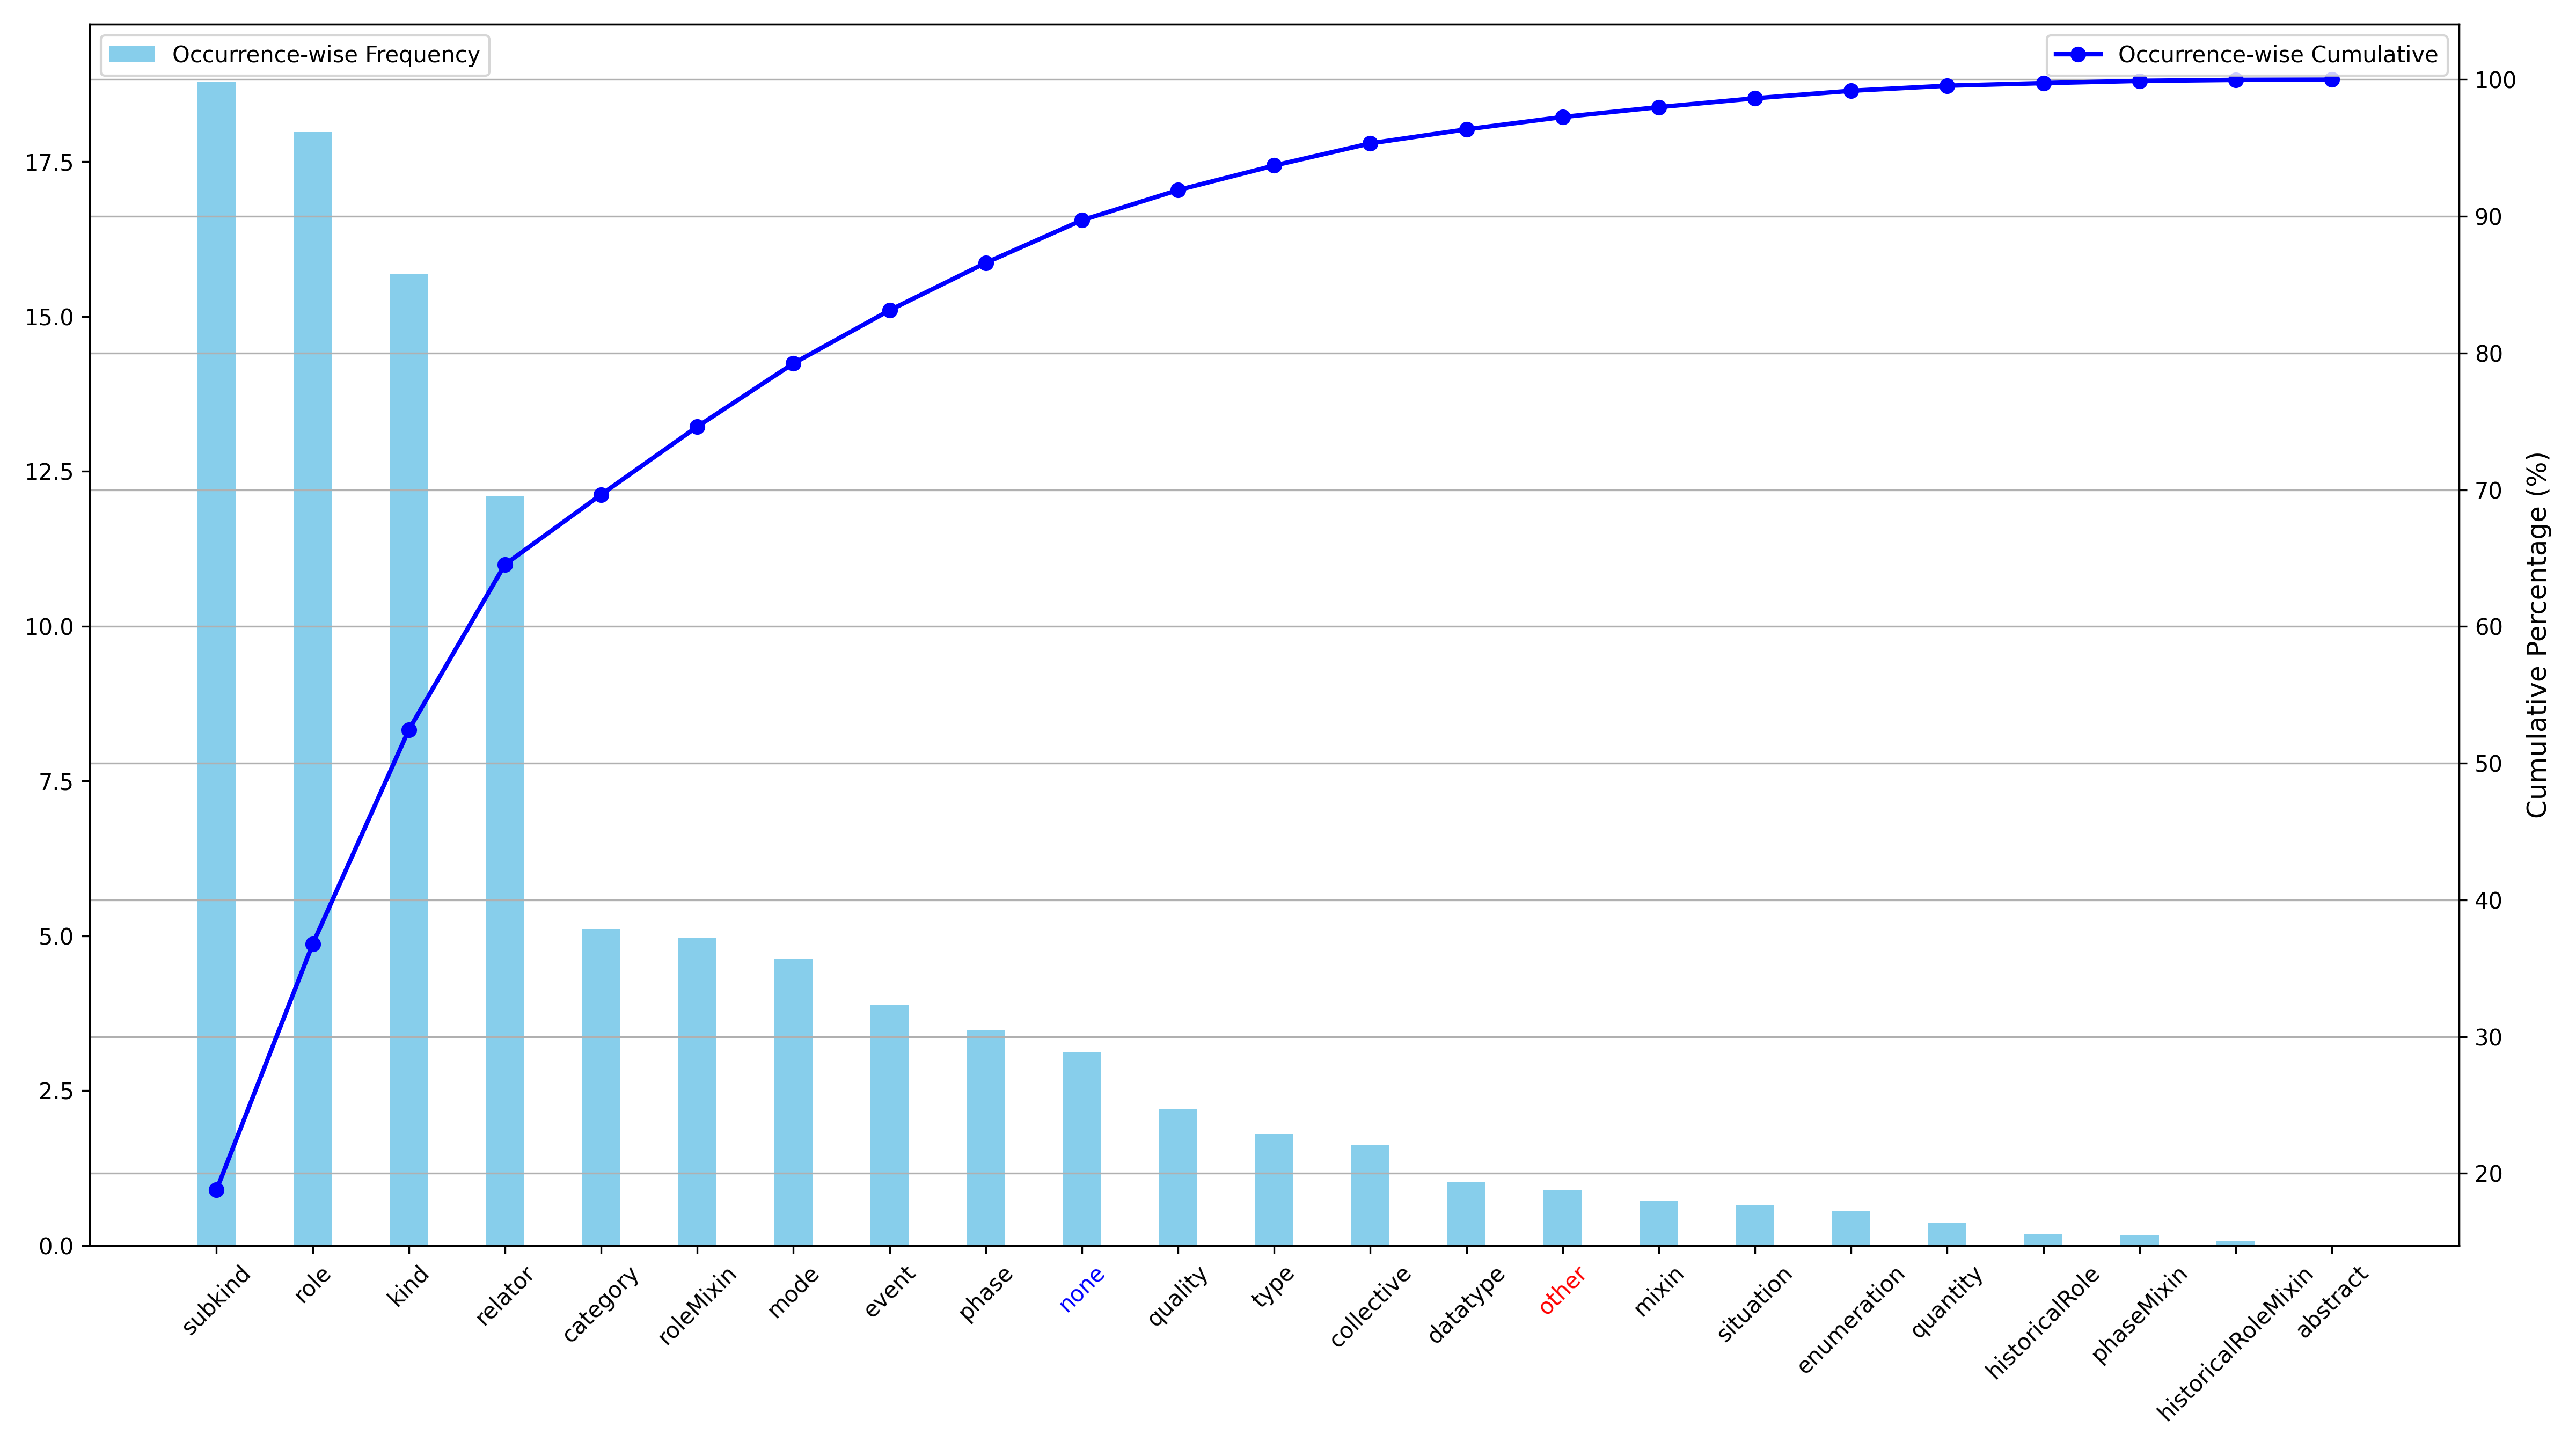 Occurrence-wise Frequency
Occurrence-wise Cumulative
17.5
15.0
12.5
10.0
7.5
5.0
2.5
0.0
100
90
80
70
60
50
40
30
20
Cumulative Percentage (%)
subkind
role
kind
relator
category
roleMixin
mode
event
phase
none
quality
type
collective
datatype
other
mixin
situation
enumeration
quantity
historicalRole
phaseMixin
historicalRoleMixin
abstract